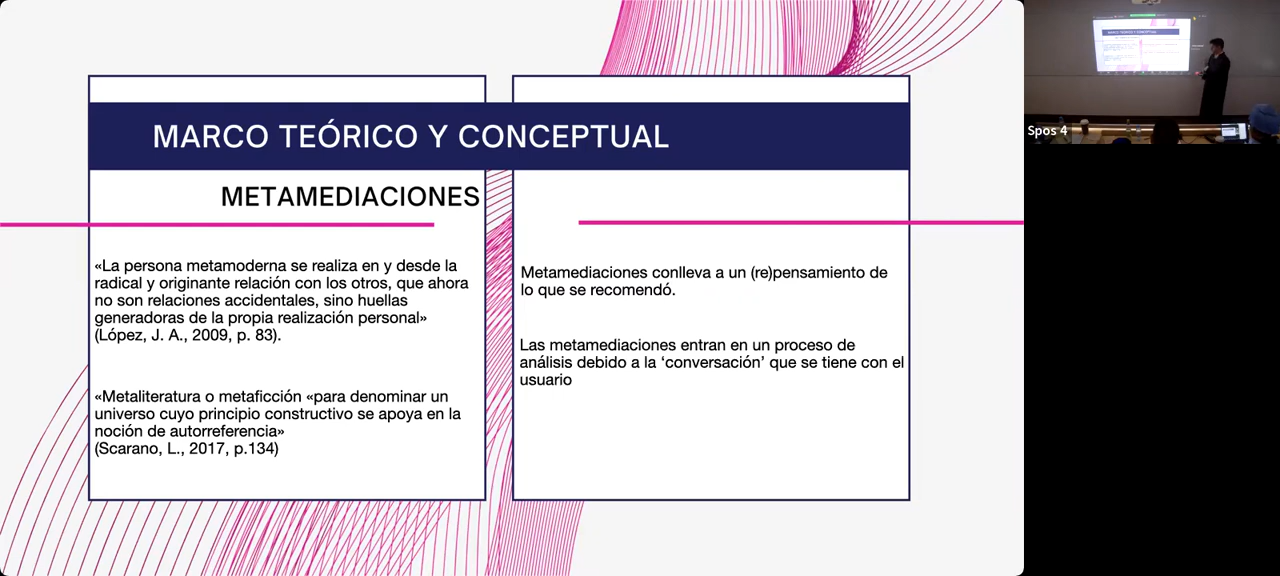 MARCO TEÓRICO Y CONCEPTUAL
METAMEDIACIONES
«La persona metamoderna se realiza en y desde la
radical y originante relación con los otros, que ahora
no son relaciones accidentales, sino huellas
generadoras de la propia realización personal»
(López, J. A., 2009, p. 83).
«Metaliteratura o metaficción «para denominar un
universo cuyo principio constructivo se apoya en la
noción de autorreferencia»
(Scarano, L., 2017, p.134)
Metamediaciones conlleva a un (re)pensamiento de
lo que se recomendó.
Las metamediaciones entran en un proceso de
análisis debido a la ‘conversación’ que se tiene con el
usuario
MARCO TEÓRICO Y CONCEPTUAL
Spos 4